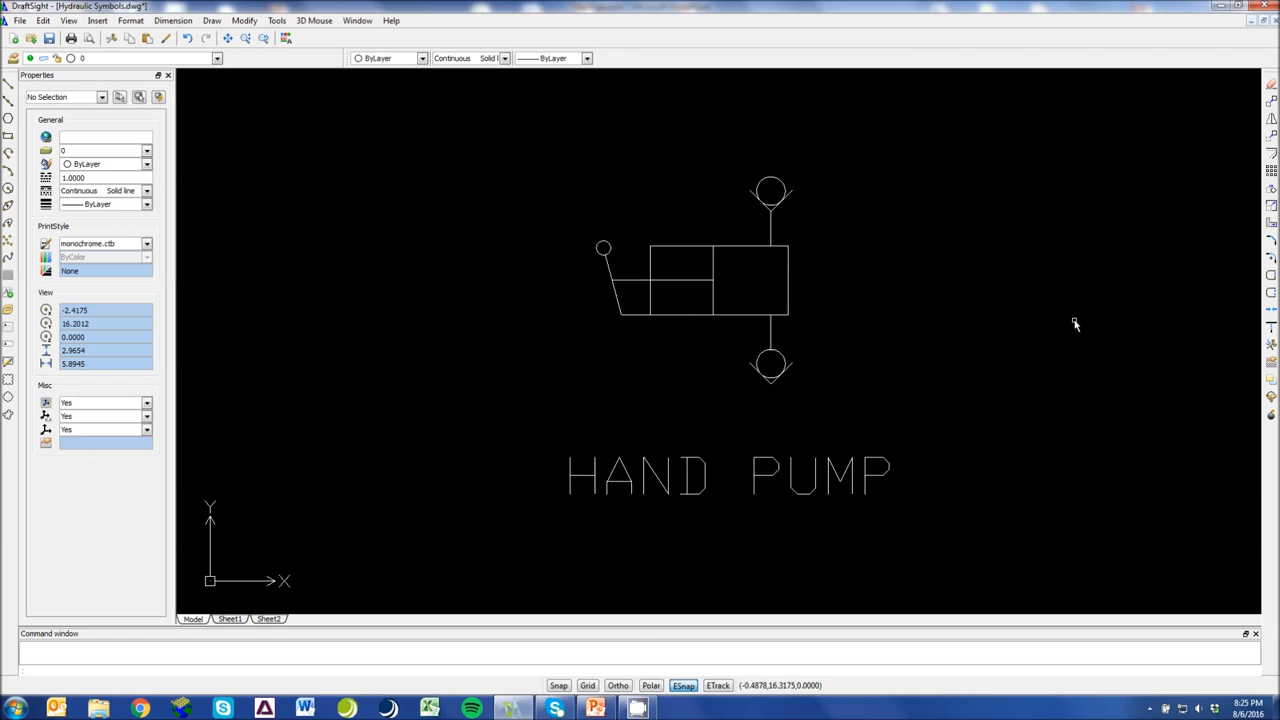 DraftSight - [Hydraulic Symbols.dwg*]
File Edit View Insert Format Dimension Draw Modify Tools 3D Mouse Window Help
0 ByLayer Continuous Solid l ByLayer
Properties
No Selection
General
0
ByLayer
1.0000
Continuous Solid line
ByLayer
PrintStyle
monochrome.ctb
ByColor
None
View
-2.4175
16.2012
0.0000
2.9654
5.8945
Misc
Yes
Yes
Yes
HAND PUMP
Y
X
Model Sheet1 Sheet2
Command window
:
Snap Grid Ortho Polar ESnap ETrack (-0.4878,16.3175,0.0000)
8:25 PM
8/6/2016